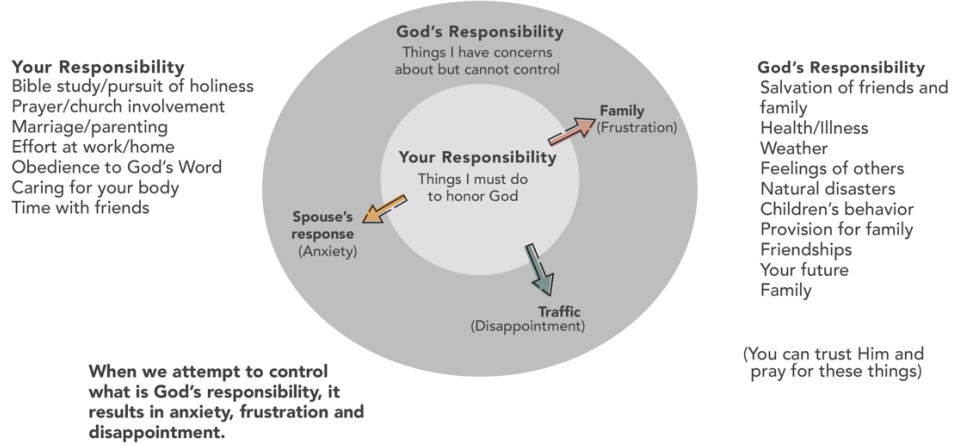 God's Responsibility
Things I have concerns
about but cannot control
Your Responsibility
Bible study/pursuit of holiness
Prayer/church involvement
Marriage/parenting
Effort at work/home
Obedience to God's Word
Caring for your body
Time with friends
Family
(Frustration)
Your Responsibility
Things I must do
to honor God
Spouse's
response
(Anxiety)
Traffic
(Disappointment)
God's Responsibility
Salvation of friends and
family
Health/Illness
Weather
Feelings of others
Natural disasters
Children's behavior
Provision for family
Friendships
Your future
Family
(You can trust Him and
pray for these things)
When we attempt to control
what is God's responsibility, it
results in anxiety, frustration and
disappointment.